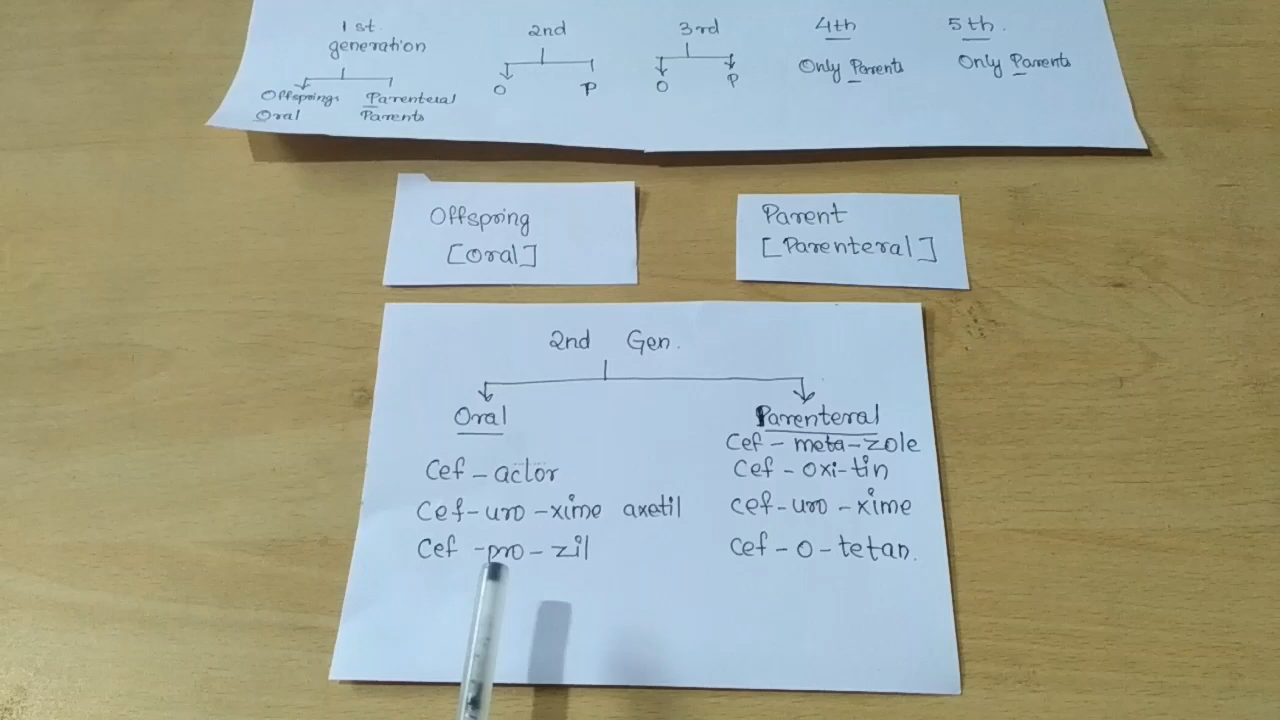 1st. generation
Offsprings Parenteral
Oral Parents
2nd
O P
3rd
O P
4th
Only Parents
5th.
Only Parents
Offspring
[Oral]
Parent
[Parenteral]
2nd Gen.
Oral
Cef - actor
Cef - uro - xime axetil
Cef - pro - zil
Parenteral
Cef - meta - zole
Cef - oxi - tin
Cef - uro - xime
Cef - o - tetan.